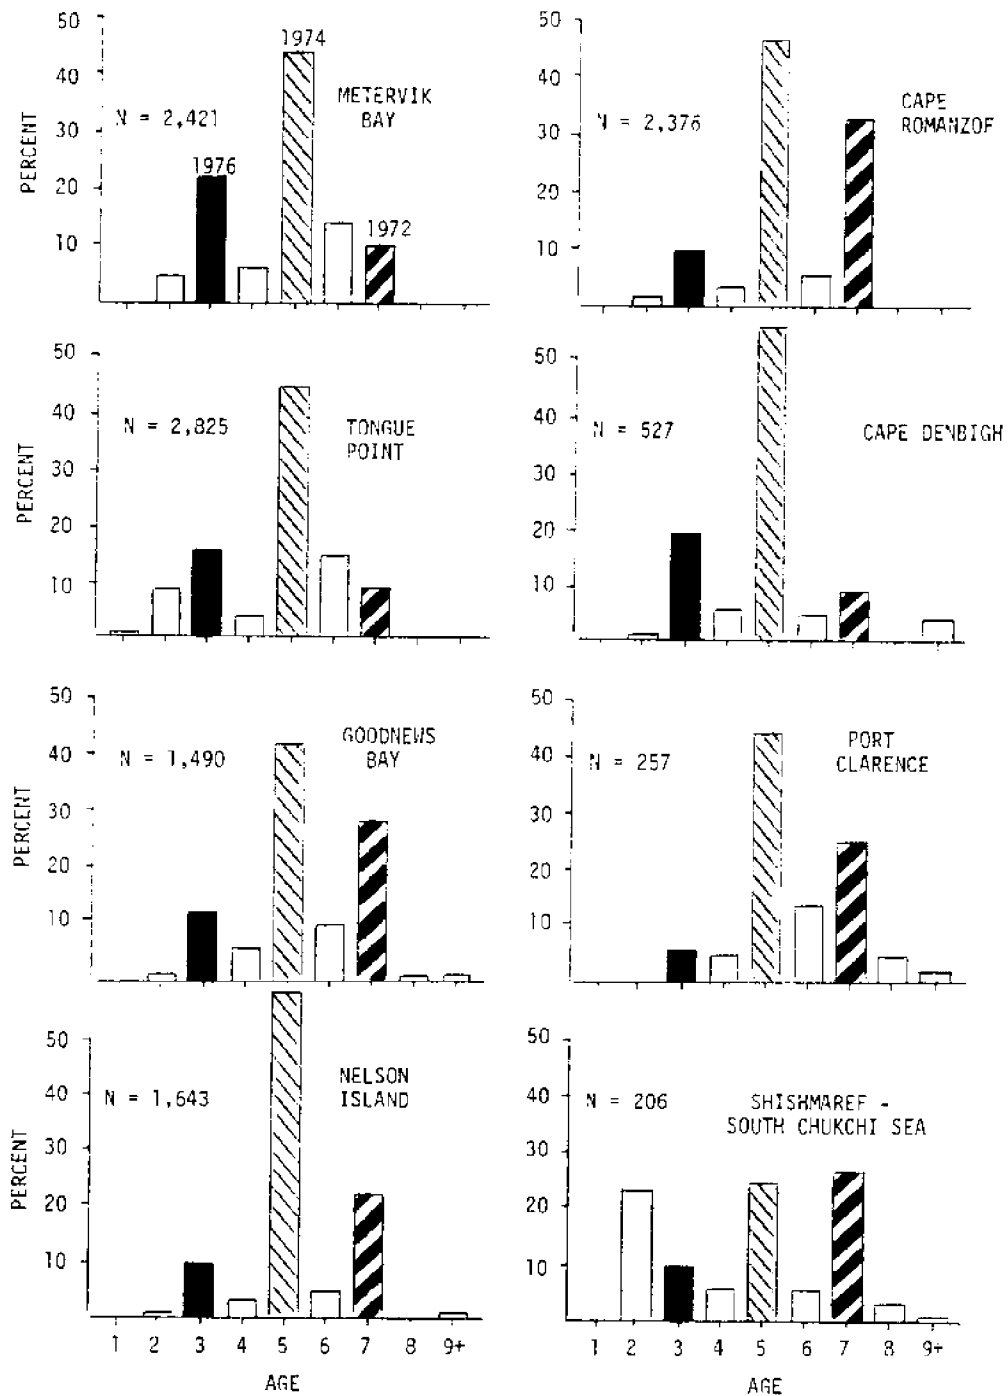 50
40
30
20
10
PERCENT
N = 2,421
1976
1974
1972
METERVIK
BAY
50
40
30
20
10
N = 2,376
CAPE
ROMANZOF
50
40
30
20
10
PERCENT
N = 2,825
TONGUE
POINT
50
40
30
20
10
N = 527
CAPE DENBIGH
50
40
30
20
10
PERCENT
N = 1,490
GOODNEWS
BAY
50
40
30
20
10
N = 257
PORT
CLARENCE
50
40
30
20
10
PERCENT
N = 1,643
NELSON
ISLAND
1 2 3 4 5 6 7 8 9+
AGE
50
40
30
20
10
N = 206
SHISHMAREF -
SOUTH CHUKCHI SEA
1 2 3 4 5 6 7 8 9+
AGE